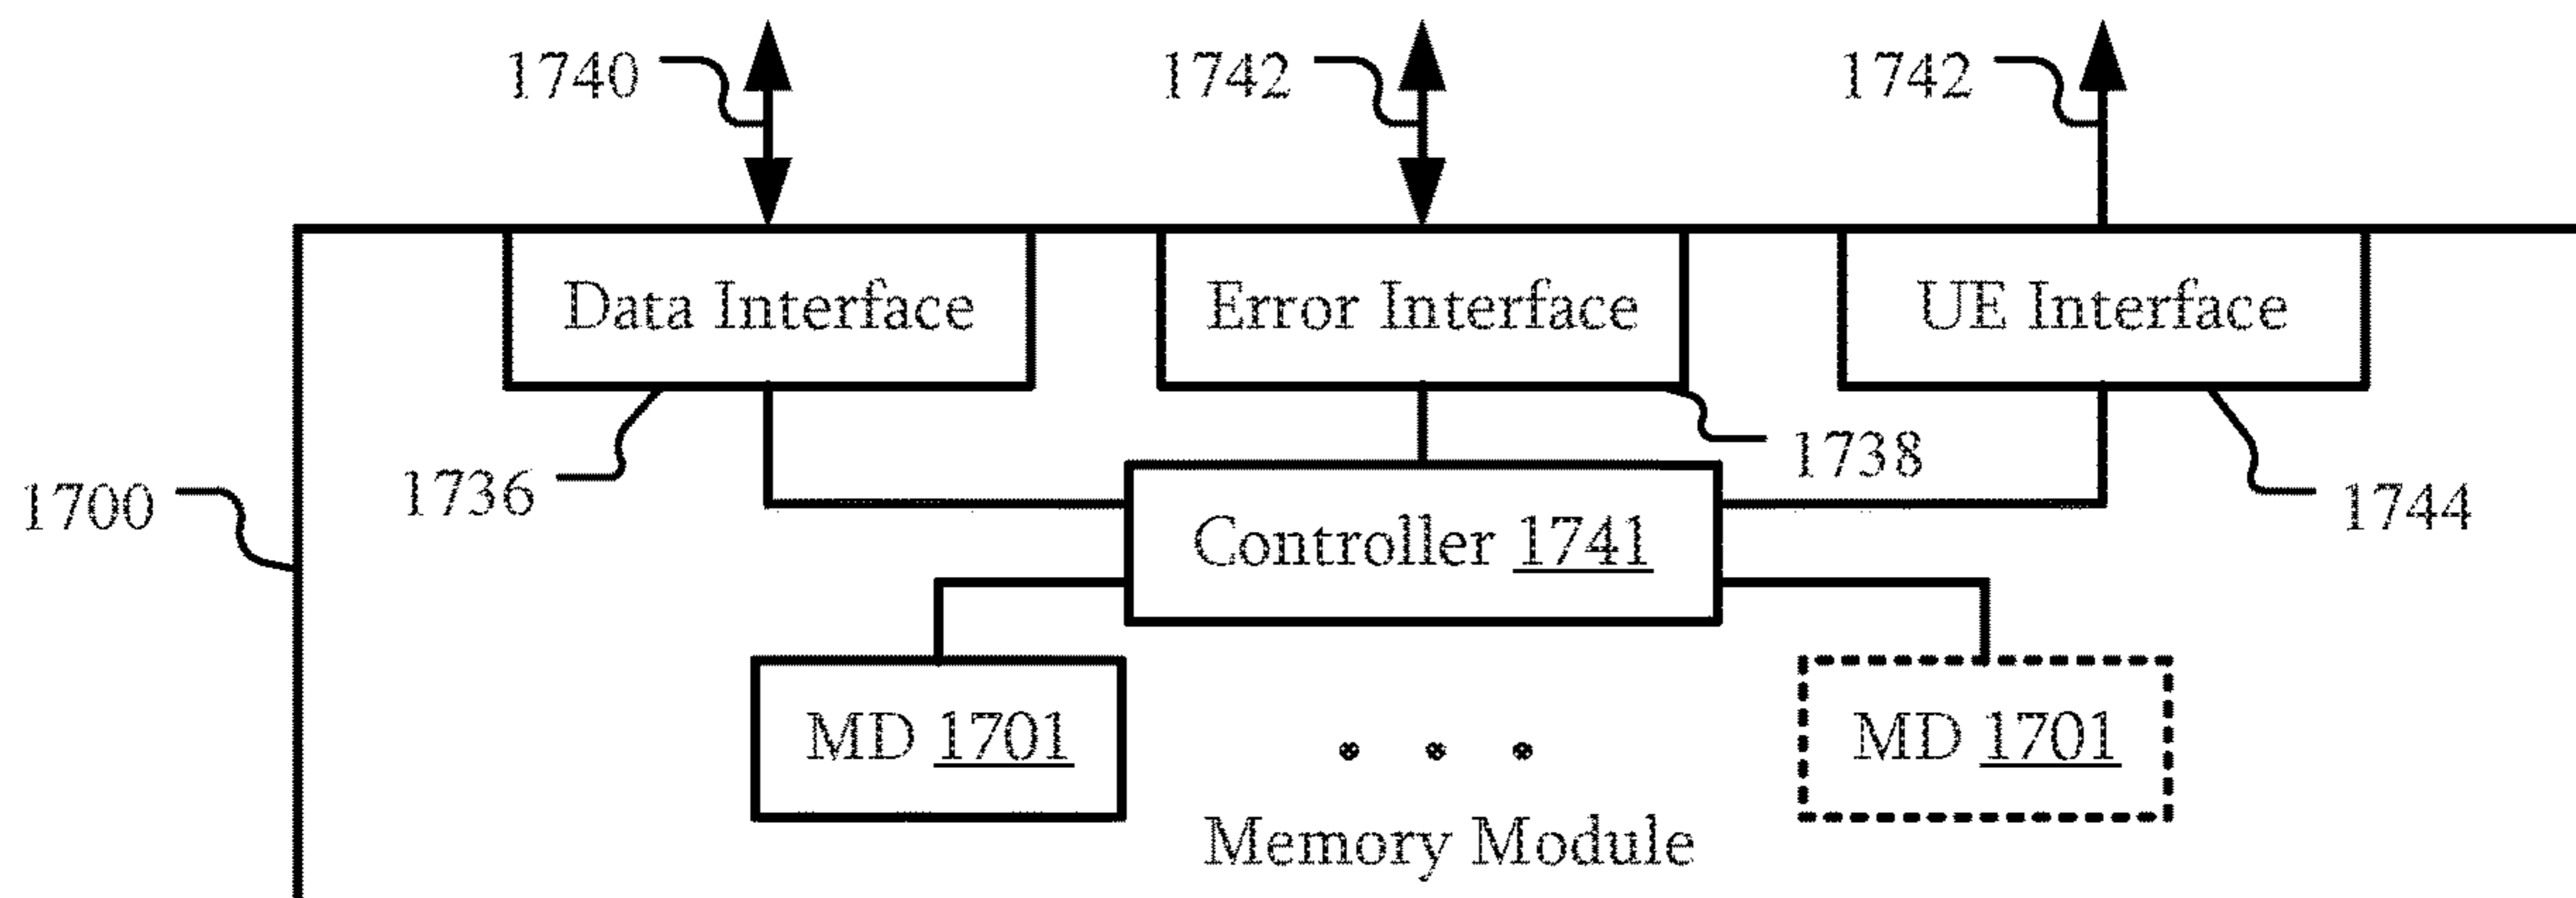 1740
1742
1742
Data Interface
Error Interface
UE Interface
1736
1738
1700
1744
Controller 1741
MD 1701
MD 1701
Memory Module